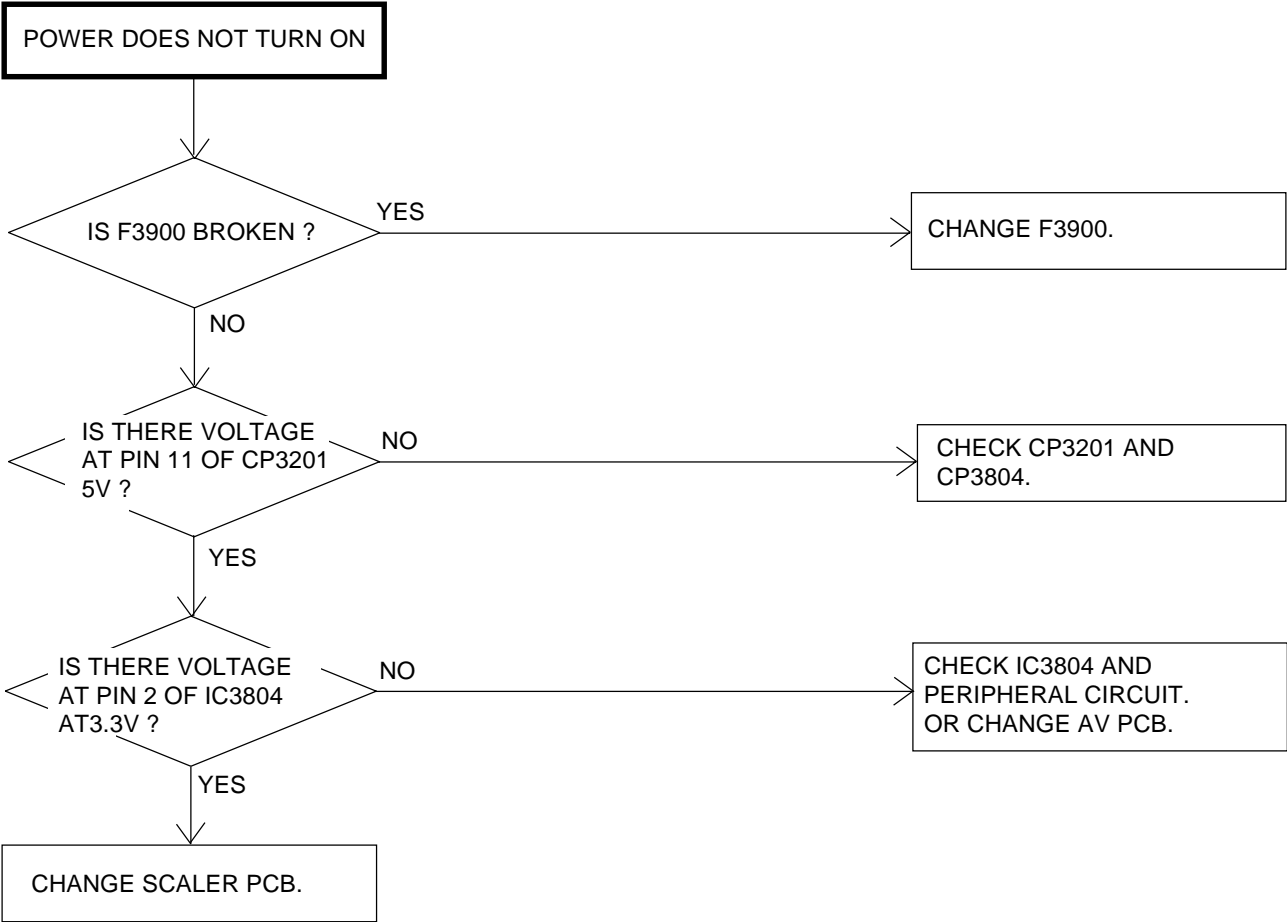 POWER DOES NOT TURN ON
IS F3900 BROKEN ?
YES
CHANGE F3900.
NO
IS THERE VOLTAGE
AT PIN 11 OF CP3201
5V ?
NO
CHECK CP3201 AND
CP3804.
YES
IS THERE VOLTAGE
AT PIN 2 OF IC3804
AT3.3V ?
NO
CHECK IC3804 AND
PERIPHERAL CIRCUIT.
OR CHANGE AV PCB.
YES
CHANGE SCALER PCB.